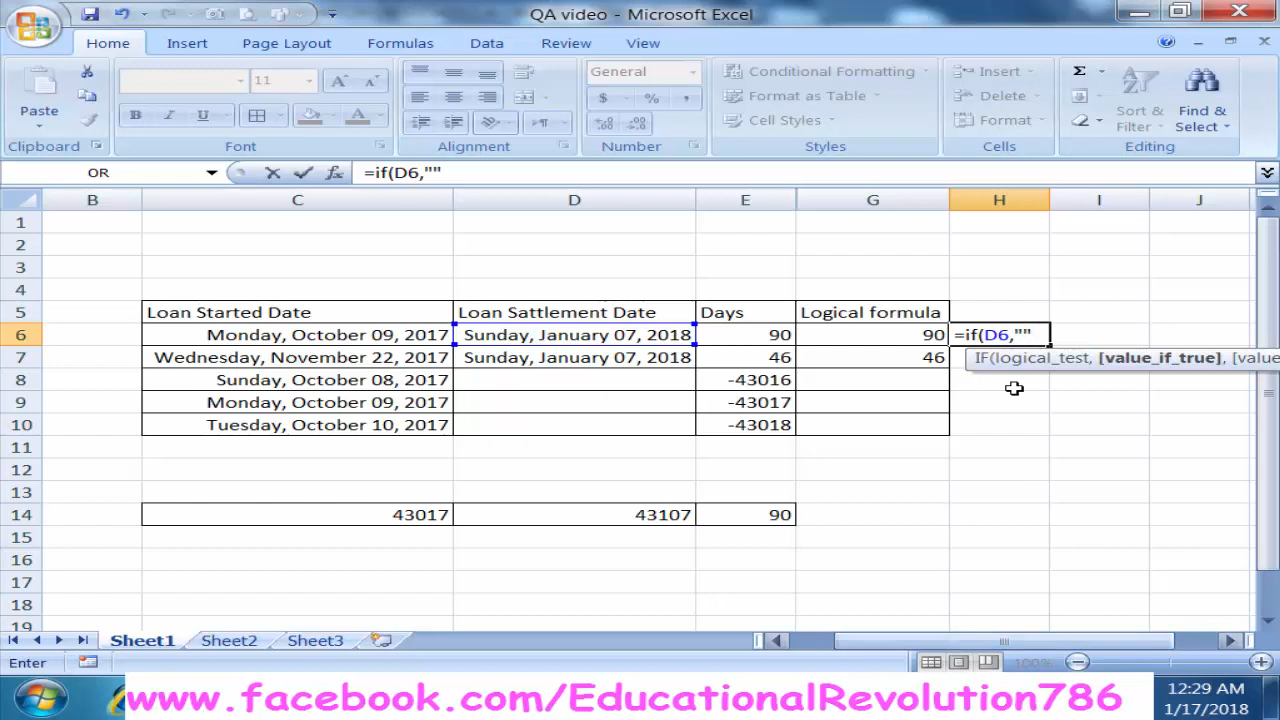 QA video - Microsoft Excel
Home Insert Page Layout Formulas Data Review View
11
General
Conditional Formatting
Insert
Σ
Paste
B I U
A
$ % ,
Format as Table
Delete
Sort & Filter
Find & Select
Cell Styles
Format
Clipboard Font Alignment Number Styles Cells Editing
OR fx =if(D6,""
B C D E G H I J
1
2
3
4
5 Loan Started Date Loan Sattlement Date Days Logical formula
6 Monday, October 09, 2017 Sunday, January 07, 2018 90 90 =if(D6,""
7 Wednesday, November 22, 2017 Sunday, January 07, 2018 46 46 IF(logical_test, [value_if_true], [value
8 Sunday, October 08, 2017 -43016
9 Monday, October 09, 2017 -43017
10 Tuesday, October 10, 2017 -43018
11
12
13
14 43017 43107 90
15
16
17
18
19
Sheet1 Sheet2 Sheet3
Enter 100%
www.facebook.com/EducationalRevolution786
12:29 AM
1/17/2018